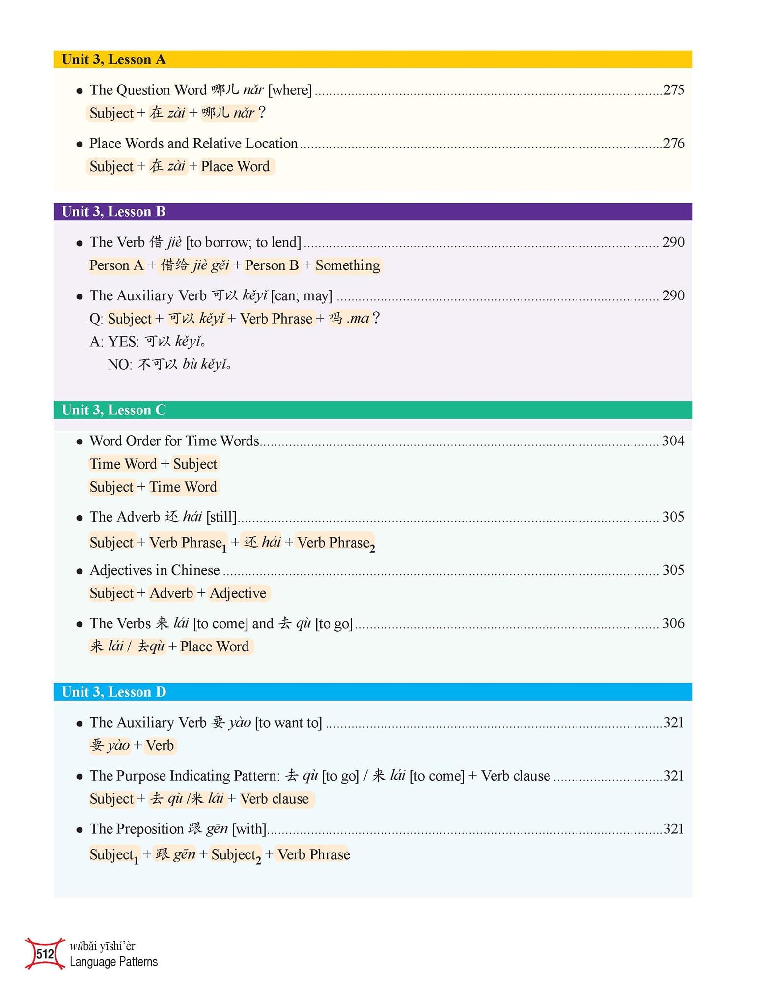 Unit 3, Lesson A
● The Question Word 哪儿 nǎr [where]......275
Subject + 在 zài + 哪儿 nǎr?
● Place Words and Relative Location......276
Subject + 在 zài + Place Word
Unit 3, Lesson B
● The Verb 借 jiè [to borrow; to lend]...... 290
Person A + 借给 jiè gěi + Person B + Something
● The Auxiliary Verb 可以 kěyǐ [can; may] ...... 290
Q: Subject + 可以 kěyǐ + Verb Phrase + 吗 .ma?
A: YES: 可以 kěyǐ。
NO: 不可以 bù kěyǐ。
Unit 3, Lesson C
● Word Order for Time Words...... 304
Time Word + Subject
Subject + Time Word
● The Adverb 还 hái [still]...... 305
Subject + Verb Phrase1 + 还 hái + Verb Phrase2
● Adjectives in Chinese ...... 305
Subject + Adverb + Adjective
● The Verbs 来 lái [to come] and 去 qù [to go]...... 306
来 lái / 去qù + Place Word
Unit 3, Lesson D
● The Auxiliary Verb 要 yào [to want to] ......321
要 yào + Verb
● The Purpose Indicating Pattern: 去 qù [to go] / 来 lái [to come] + Verb clause ......321
Subject + 去 qù /来 lái + Verb clause
● The Preposition 跟 gēn [with]......321
Subject1 + 跟 gēn + Subject2 + Verb Phrase
512
wǔbǎi yīshí’èr
Language Patterns